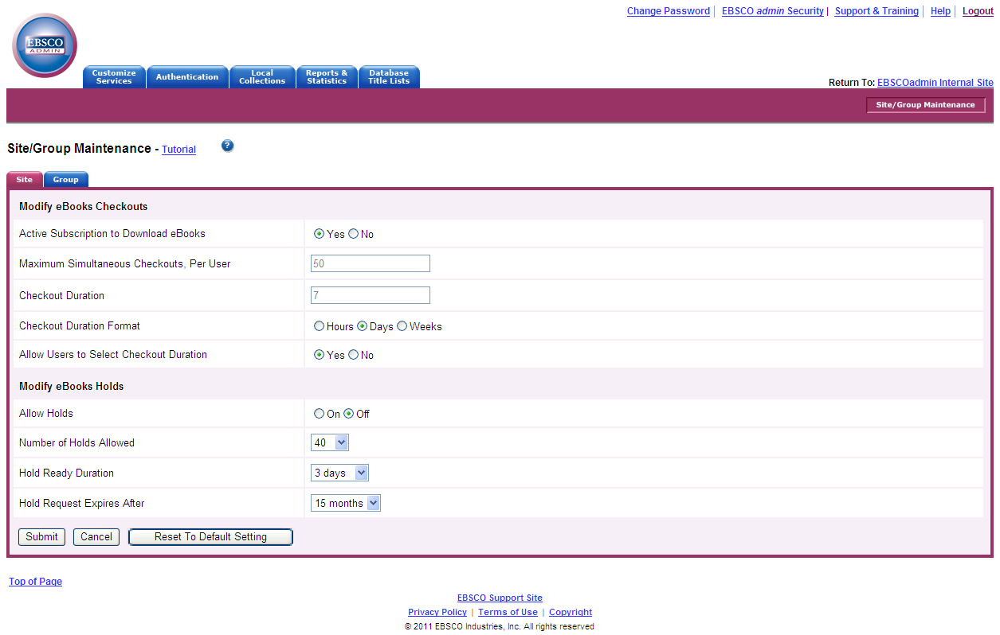 Change Password | EBSCO admin Security | Support & Training | Help | Logout
EBSCO
ADMIN
Customize Services
Authentication
Local Collections
Reports & Statistics
Database Title Lists
Return To: EBSCOadmin Internal Site
Site/Group Maintenance
Site/Group Maintenance - Tutorial ?
Site Group
Modify eBooks Checkouts
Active Subscription to Download eBooks Yes No
Maximum Simultaneous Checkouts, Per User 50
Checkout Duration 7
Checkout Duration Format Hours Days Weeks
Allow Users to Select Checkout Duration Yes No
Modify eBooks Holds
Allow Holds On Off
Number of Holds Allowed 40
Hold Ready Duration 3 days
Hold Request Expires After 15 months
Submit Cancel Reset To Default Setting
Top of Page
EBSCO Support Site
Privacy Policy | Terms of Use | Copyright
© 2011 EBSCO Industries, Inc. All rights reserved